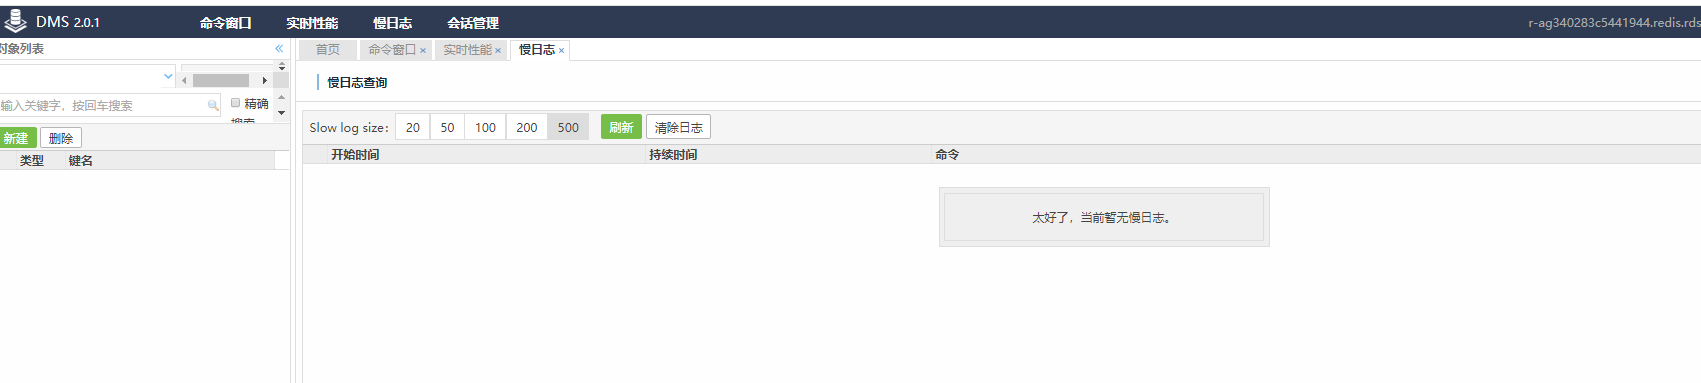 DMS 2.0.1 命令窗口 实时性能 慢日志 会话管理 r-ag340283c5441944.redis.rds
对象列表
首页 命令窗口 × 实时性能 × 慢日志 ×
慢日志查询
输入关键字，按回车搜索 精确
搜索
Slow log size： 20 50 100 200 500 刷新 清除日志
新建 删除
类型 键名
开始时间 持续时间 命令
太好了，当前暂无慢日志。